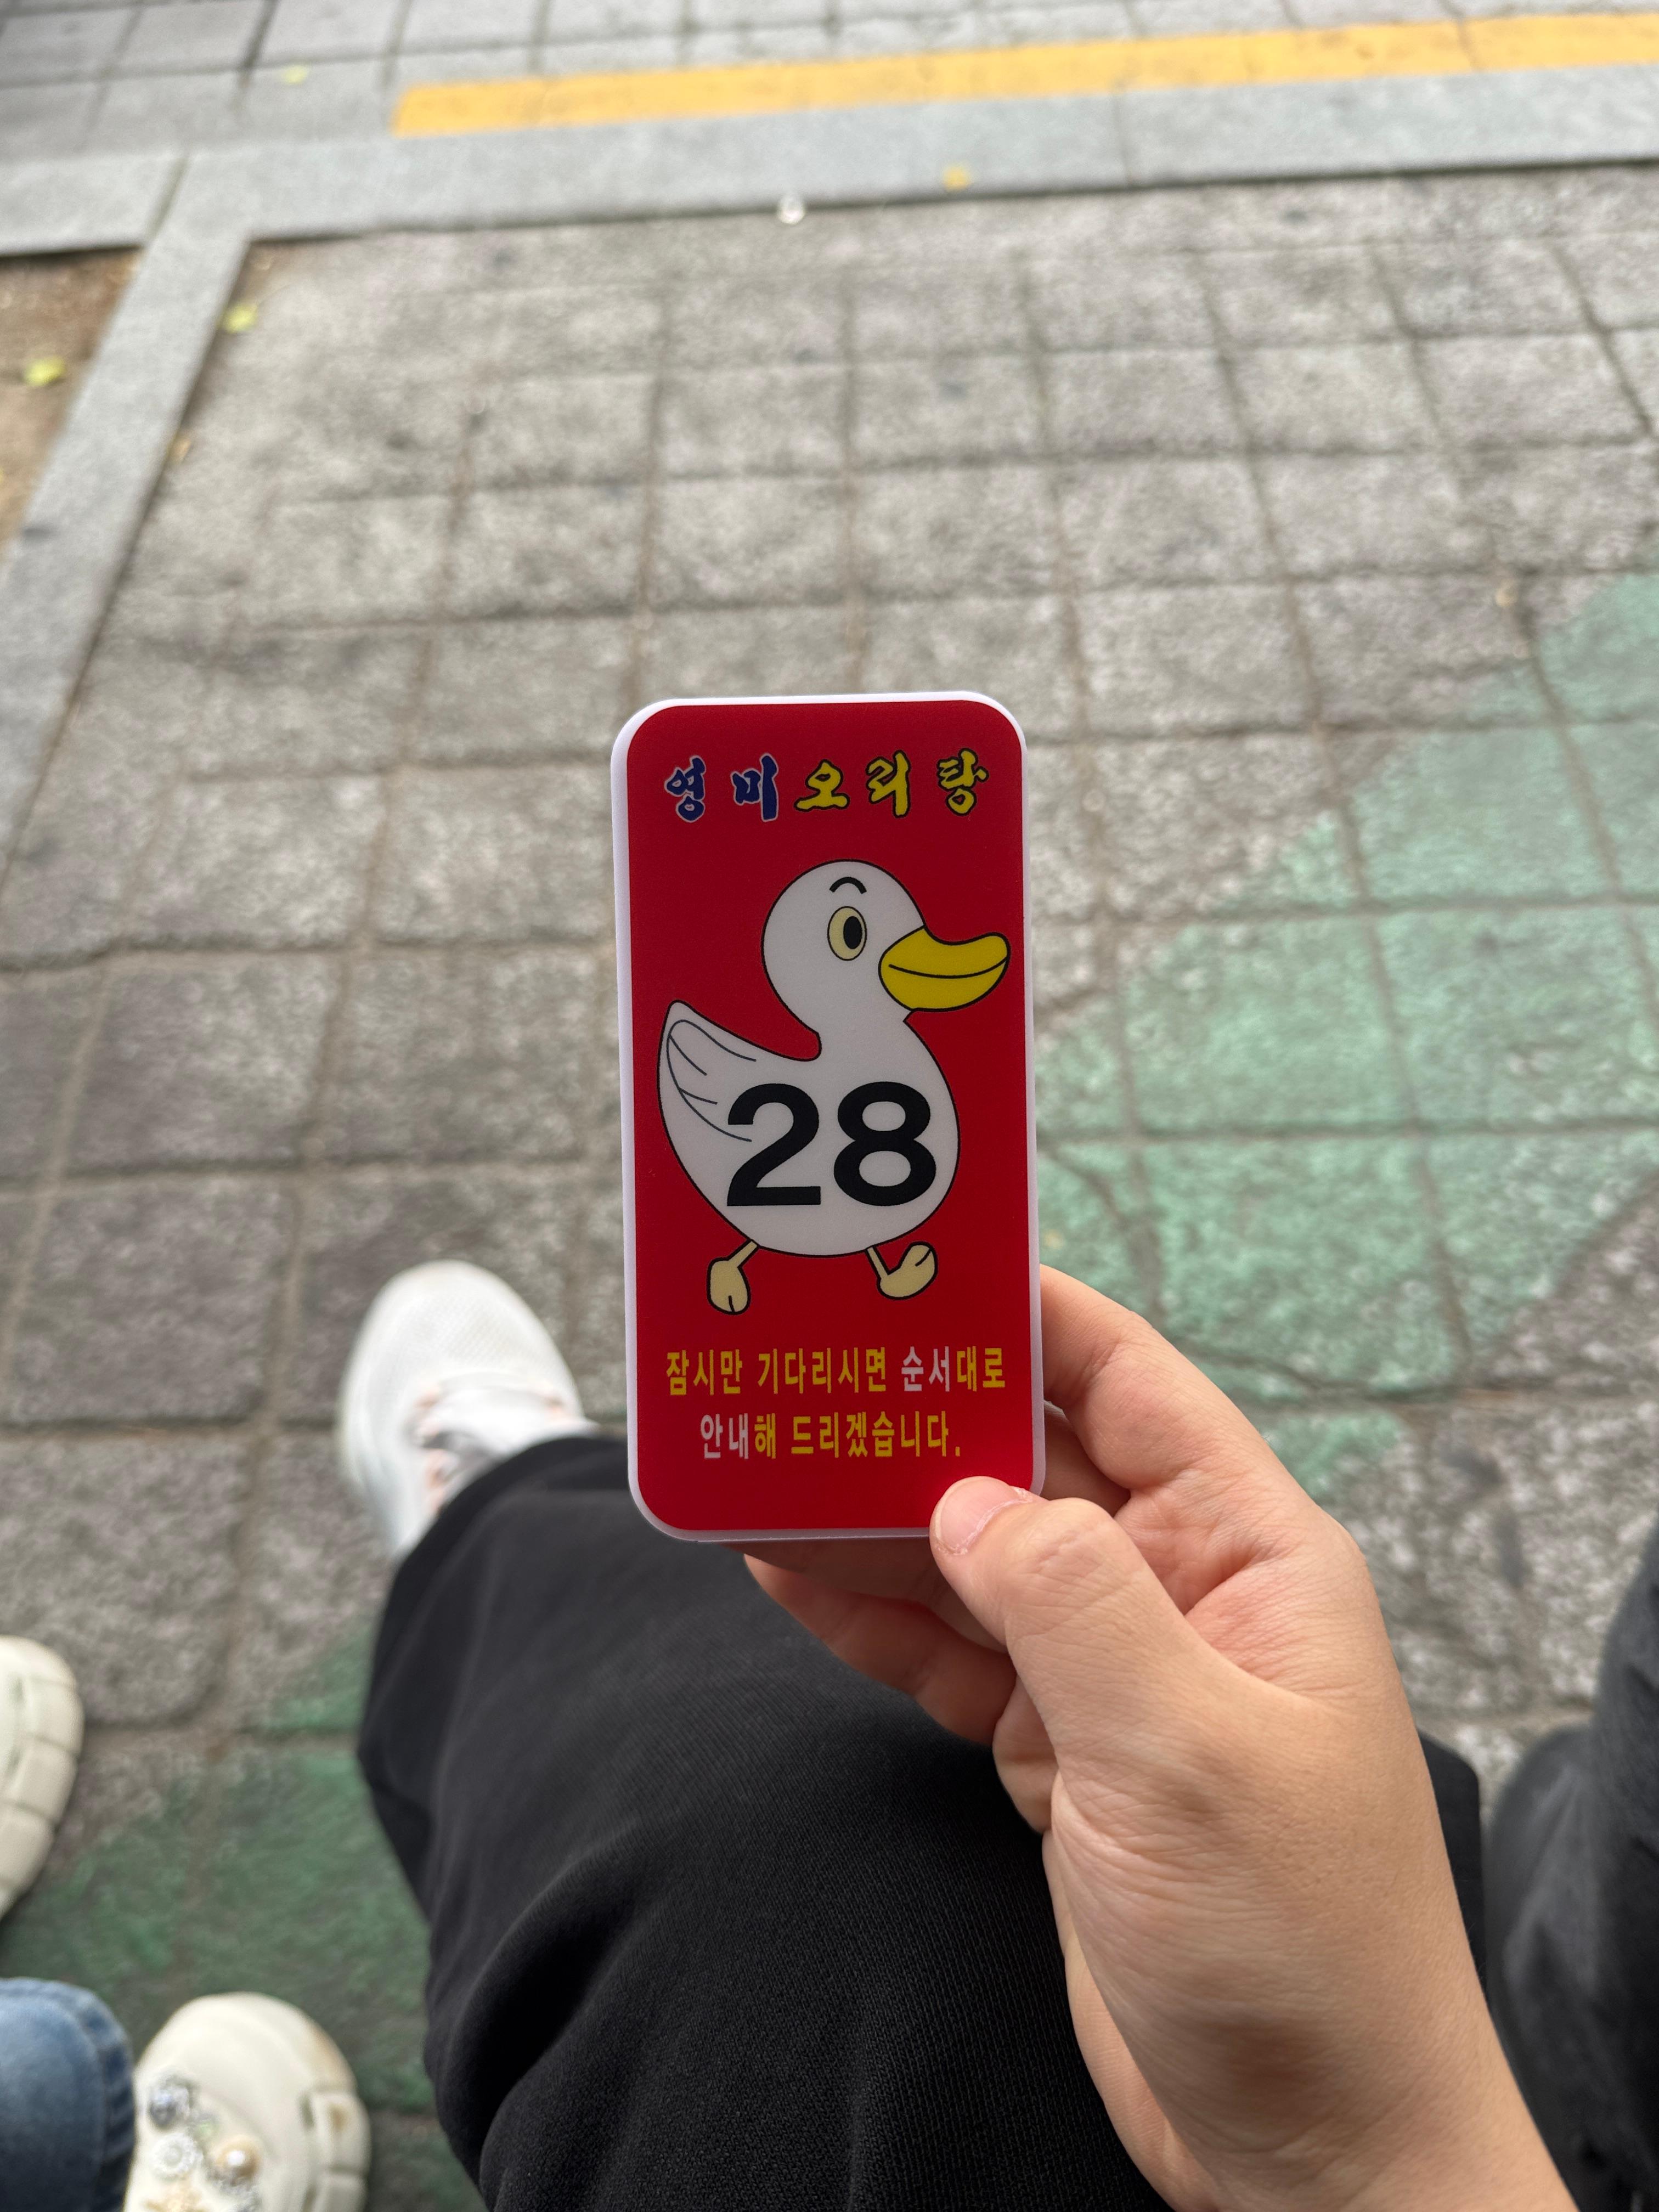 영미오리탕
28
잠시만 기다리시면 순서대로
안내해 드리겠습니다.